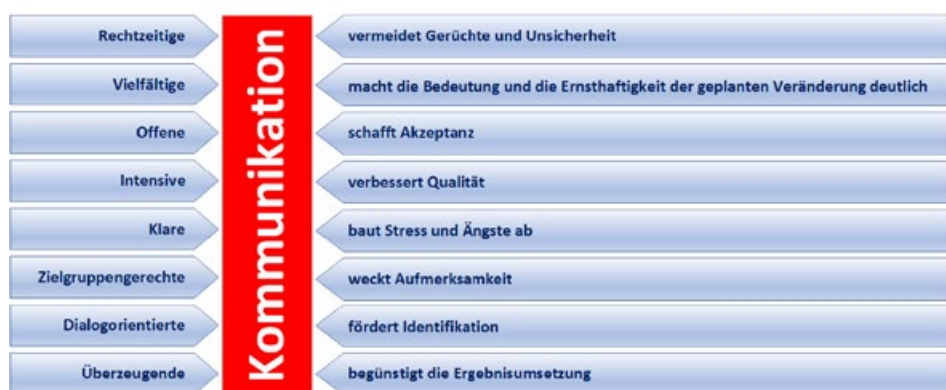 Rechtzeitige
Kommunikation
vermeidet Gerüchte und Unsicherheit
Vielfältige
macht die Bedeutung und die Ernsthaftigkeit der geplanten Veränderung deutlich
Offene
schafft Akzeptanz
Intensive
verbessert Qualität
Klare
baut Stress und Ängste ab
Zielgruppengerechte
weckt Aufmerksamkeit
Dialogorientierte
fördert Identifikation
Überzeugende
begünstigt die Ergebnisumsetzung